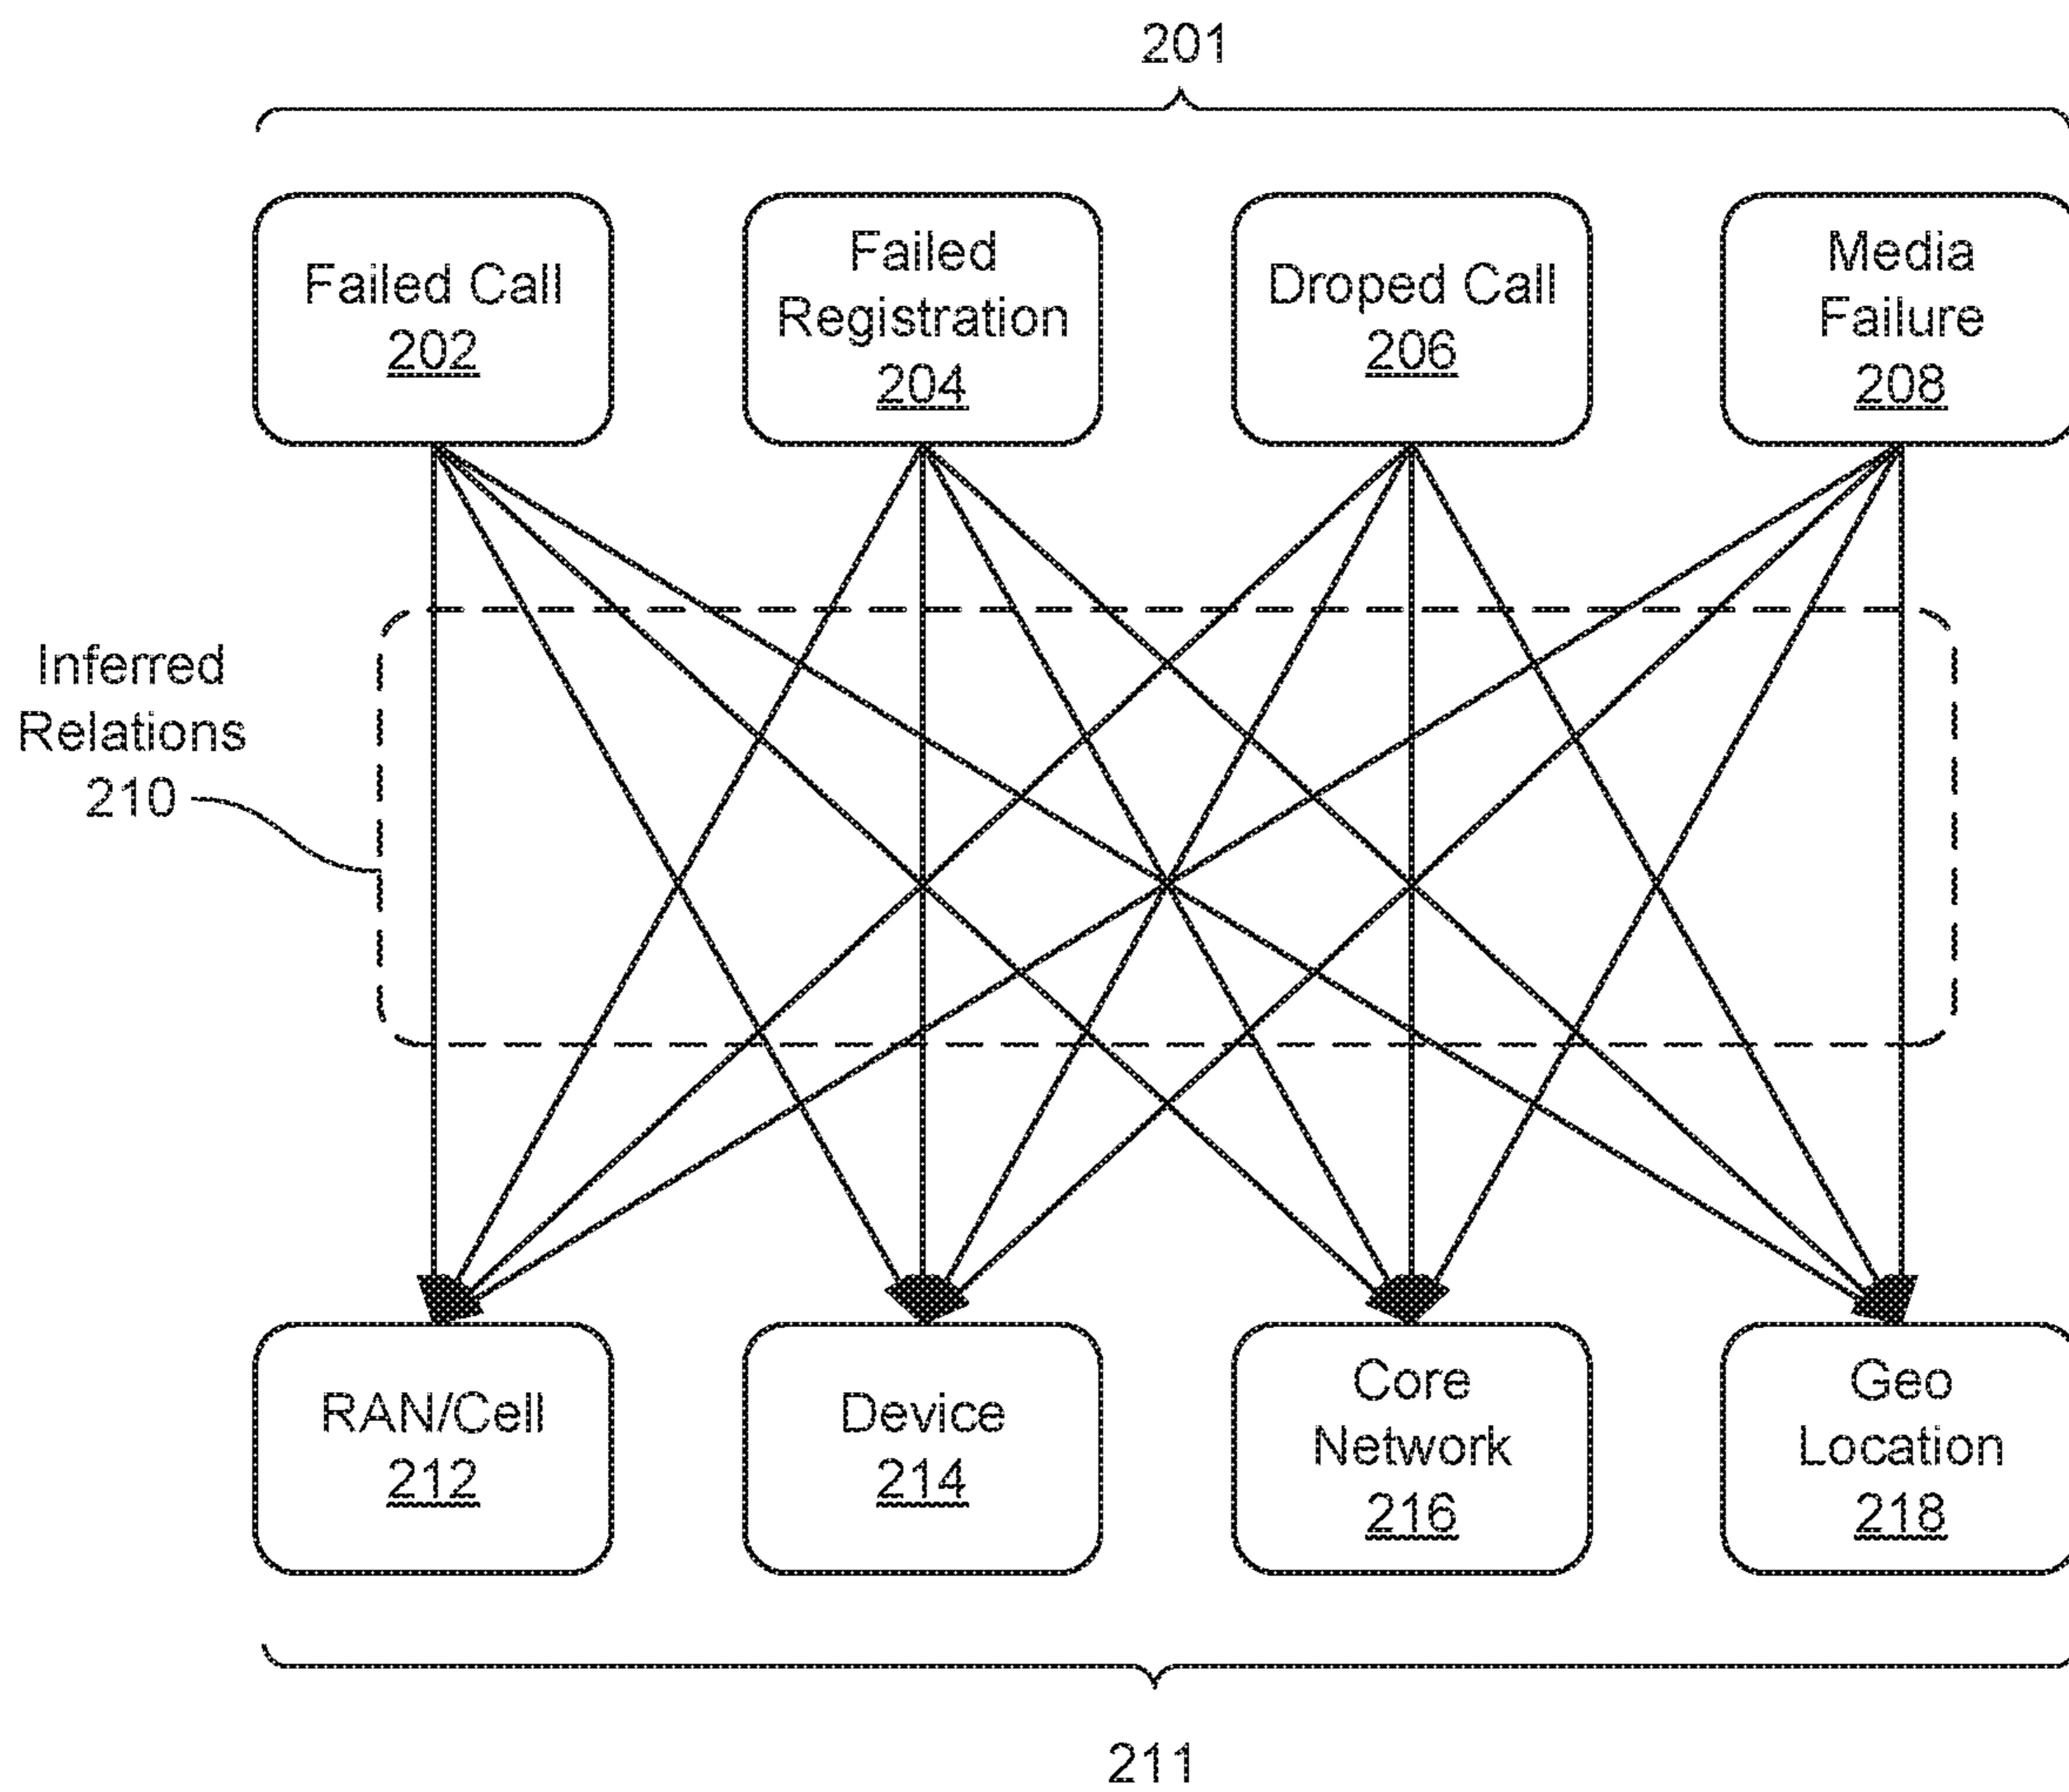 201
Failed Call
202
Failed
Registration
204
Droped Call
206
Media
Failure
208
Inferred
Relations
210
RAN/Cell
212
Device
214
Core
Network
216
Geo
Location
218
211